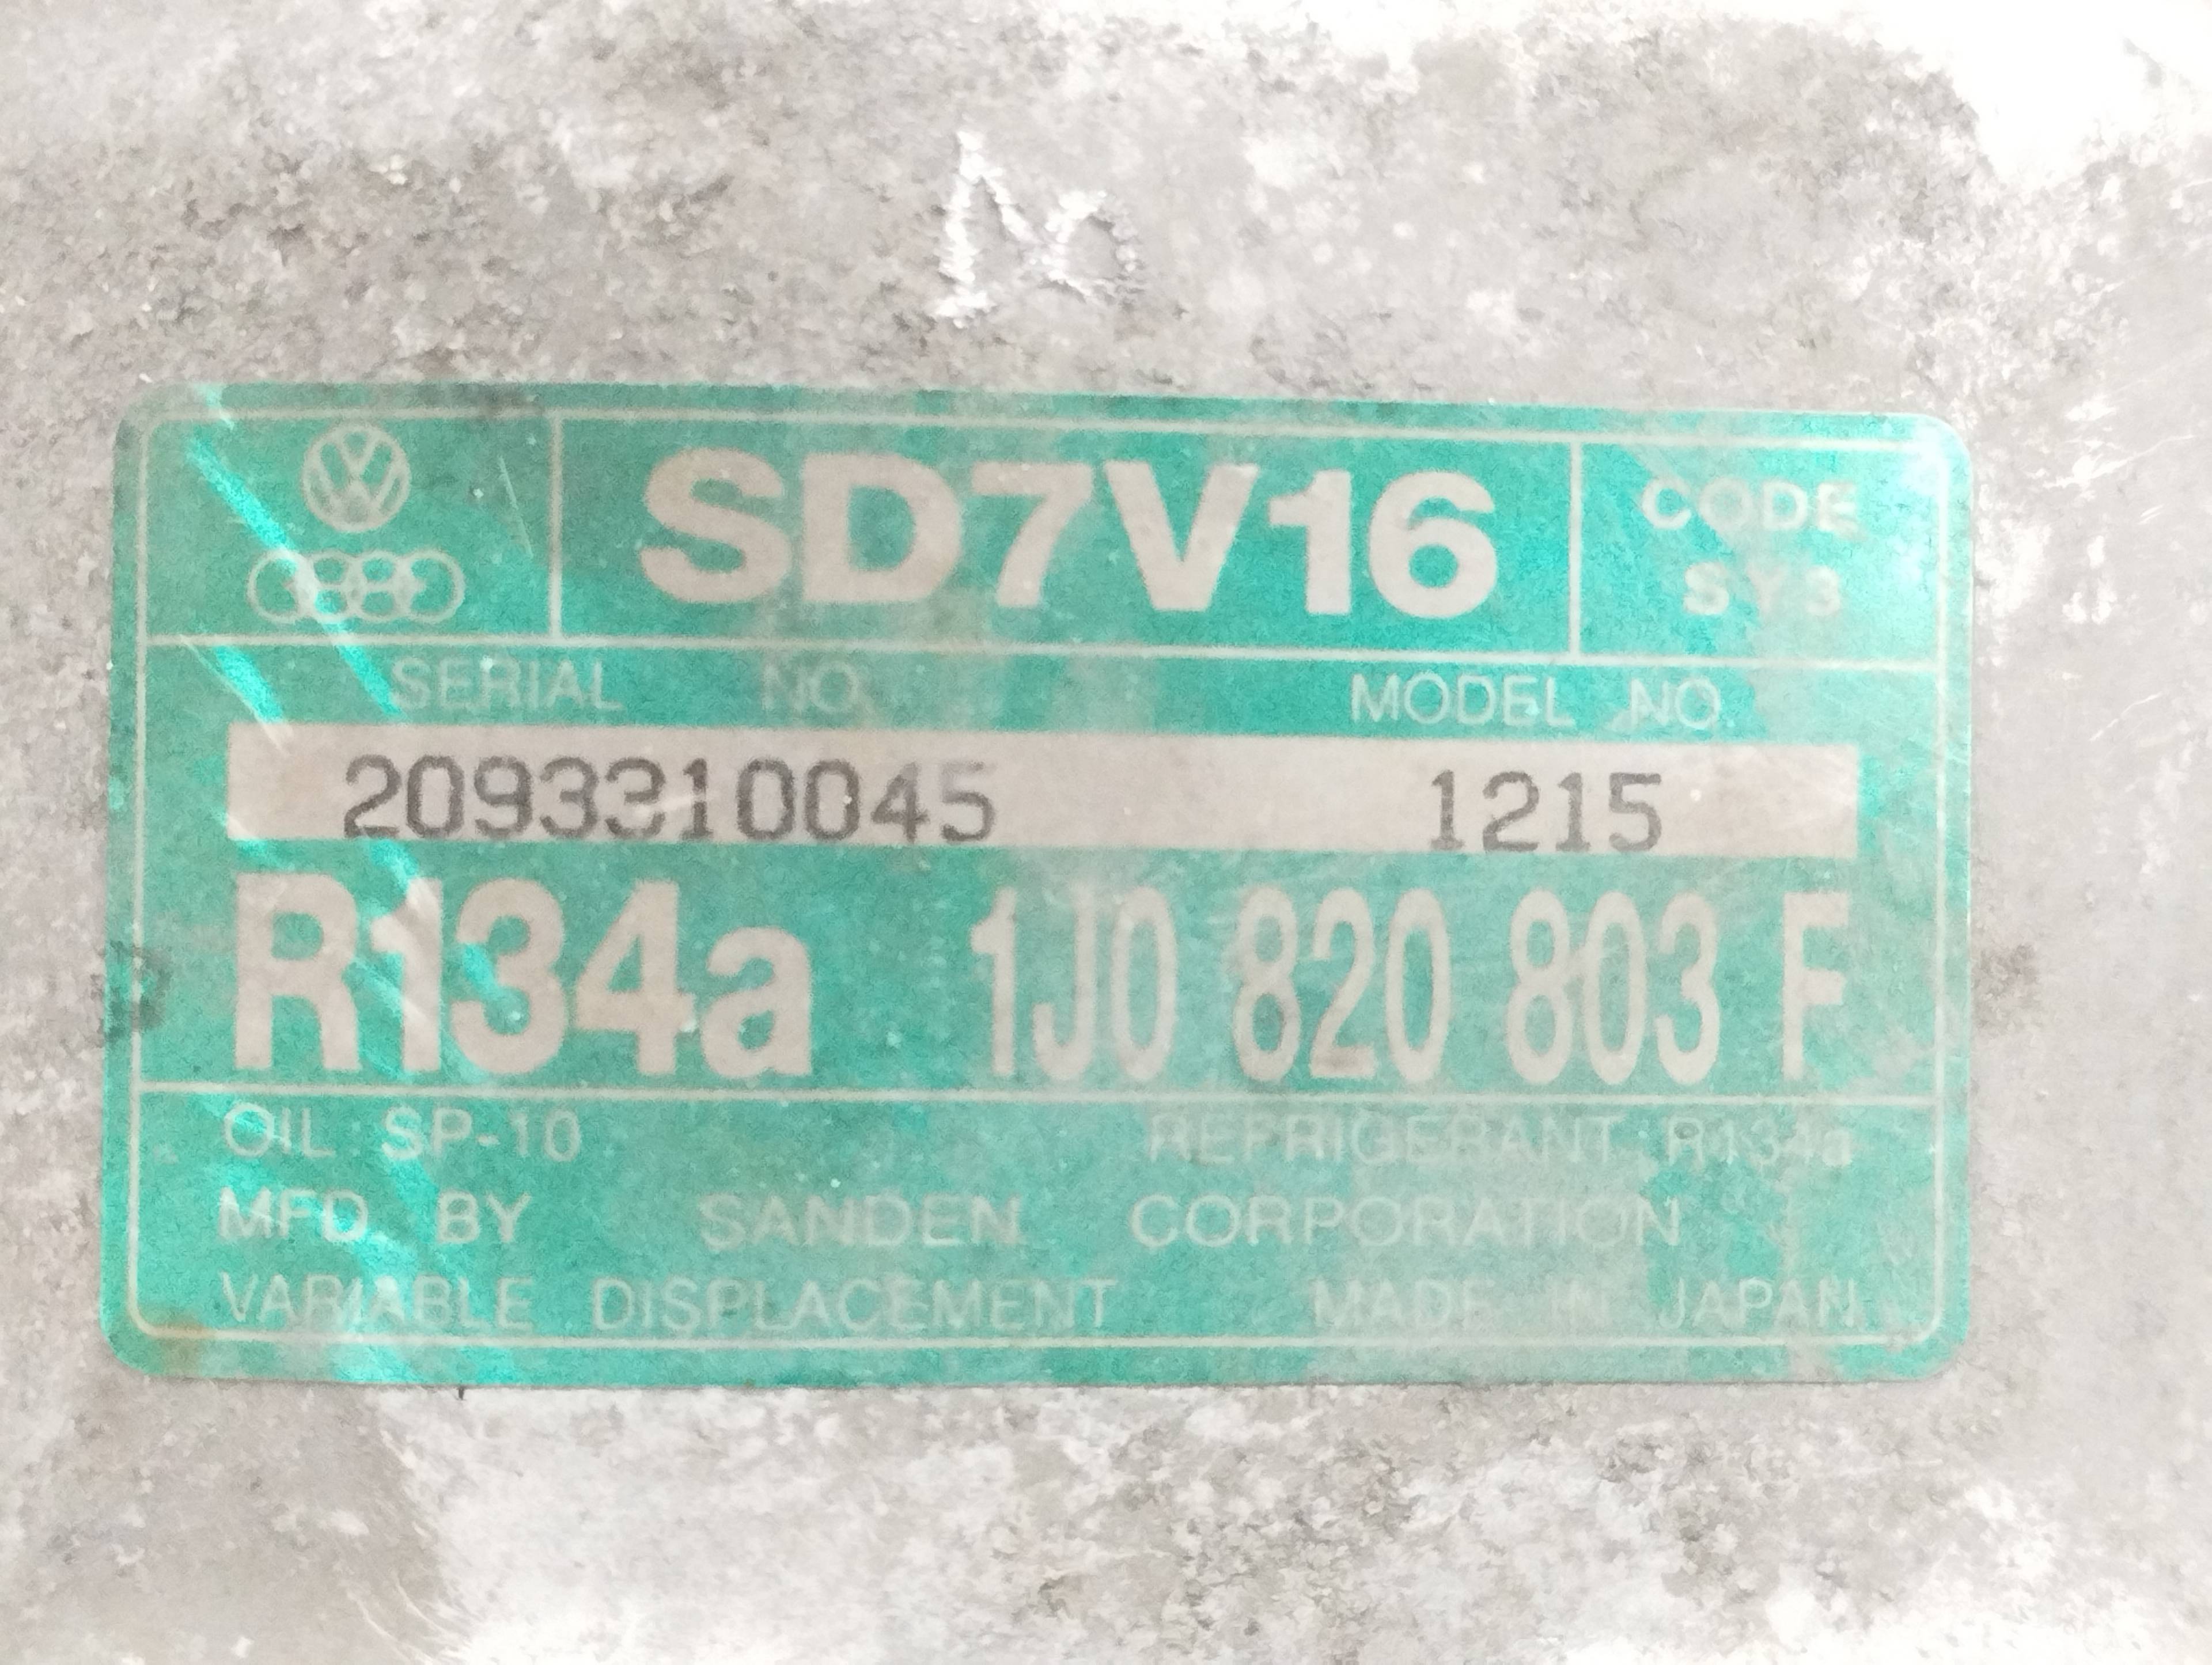 SD7V16
CODE
SY3
SERIAL NO.
MODEL NO.
2093310045
1215
R134a 1J0 820 803 F
OIL : SP-10
REFRIGERANT : R134a
MFD. BY SANDEN CORPORATION
VARIABLE DISPLACEMENT
MADE IN JAPAN